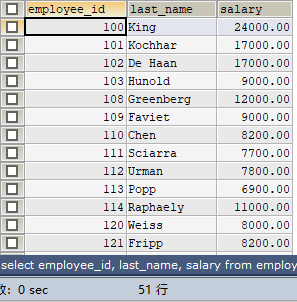 employee_id last_name salary
100 King 24000.00
101 Kochhar 17000.00
102 De Haan 17000.00
103 Hunold 9000.00
108 Greenberg 12000.00
109 Faviet 9000.00
110 Chen 8200.00
111 Sciarra 7700.00
112 Urman 7800.00
113 Popp 6900.00
114 Raphaely 11000.00
120 Weiss 8000.00
121 Fripp 8200.00
select employee_id, last_name, salary from employ
: 0 sec 51 行